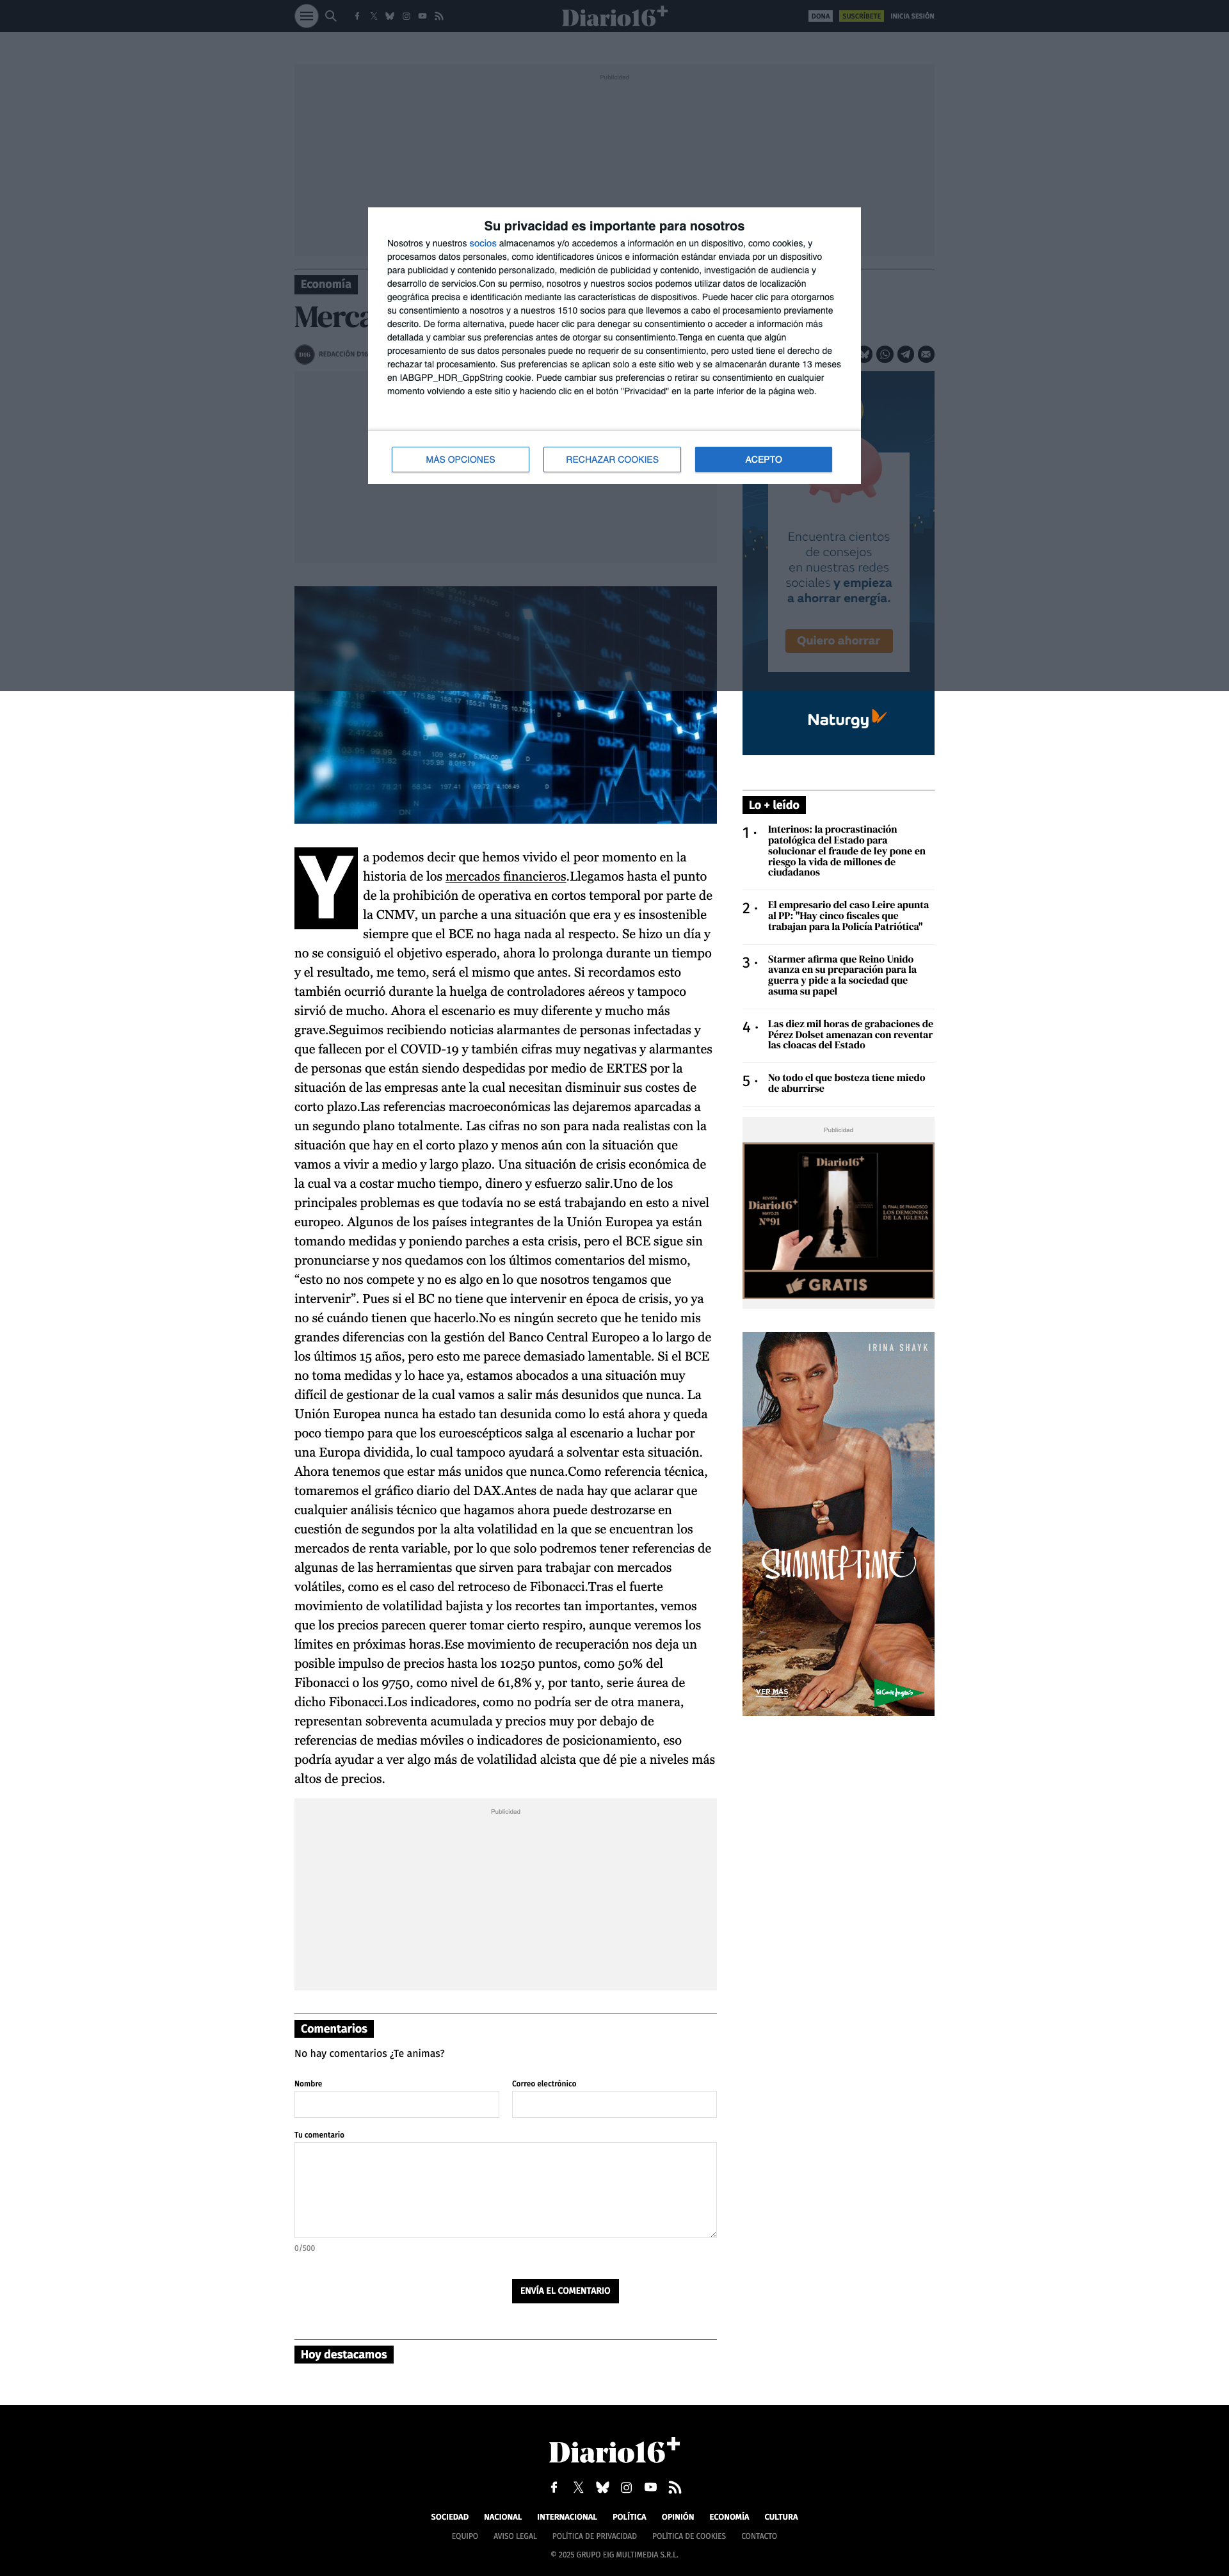 Diario16+
DONA
SUSCRÍBETE
INICIA SESIÓN
Publicidad
Economía
Merca
REDACCIÓN D16
Su privacidad es importante para nosotros
Nosotros y nuestros socios almacenamos y/o accedemos a información en un dispositivo, como cookies, y
procesamos datos personales, como identificadores únicos e información estándar enviada por un dispositivo
para publicidad y contenido personalizado, medición de publicidad y contenido, investigación de audiencia y
desarrollo de servicios.Con su permiso, nosotros y nuestros socios podemos utilizar datos de localización
geográfica precisa e identificación mediante las características de dispositivos. Puede hacer clic para otorgarnos
su consentimiento a nosotros y a nuestros 1510 socios para que llevemos a cabo el procesamiento previamente
descrito. De forma alternativa, puede hacer clic para denegar su consentimiento o acceder a información más
detallada y cambiar sus preferencias antes de otorgar su consentimiento.Tenga en cuenta que algún
procesamiento de sus datos personales puede no requerir de su consentimiento, pero usted tiene el derecho de
rechazar tal procesamiento. Sus preferencias se aplican solo a este sitio web y se almacenarán durante 13 meses
en IABGPP_HDR_GppString cookie. Puede cambiar sus preferencias o retirar su consentimiento en cualquier
momento volviendo a este sitio y haciendo clic en el botón "Privacidad" en la parte inferior de la página web.
MÁS OPCIONES
RECHAZAR COOKIES
ACEPTO
Encuentra cientos
de consejos
en nuestras redes
sociales y empieza
a ahorrar energía.
Quiero ahorrar
Naturgy
Ya podemos decir que hemos vivido el peor momento en la
historia de los mercados financieros.Llegamos hasta el punto
de la prohibición de operativa en cortos temporal por parte de
la CNMV, un parche a una situación que era y es insostenible
siempre que el BCE no haga nada al respecto. Se hizo un día y
no se consiguió el objetivo esperado, ahora lo prolonga durante un tiempo
y el resultado, me temo, será el mismo que antes. Si recordamos esto
también ocurrió durante la huelga de controladores aéreos y tampoco
sirvió de mucho. Ahora el escenario es muy diferente y mucho más
grave.Seguimos recibiendo noticias alarmantes de personas infectadas y
que fallecen por el COVID-19 y también cifras muy negativas y alarmantes
de personas que están siendo despedidas por medio de ERTES por la
situación de las empresas ante la cual necesitan disminuir sus costes de
corto plazo.Las referencias macroeconómicas las dejaremos aparcadas a
un segundo plano totalmente. Las cifras no son para nada realistas con la
situación que hay en el corto plazo y menos aún con la situación que
vamos a vivir a medio y largo plazo. Una situación de crisis económica de
la cual va a costar mucho tiempo, dinero y esfuerzo salir.Uno de los
principales problemas es que todavía no se está trabajando en esto a nivel
europeo. Algunos de los países integrantes de la Unión Europea ya están
tomando medidas y poniendo parches a esta crisis, pero el BCE sigue sin
pronunciarse y nos quedamos con los últimos comentarios del mismo,
“esto no nos compete y no es algo en lo que nosotros tengamos que
intervenir”. Pues si el BC no tiene que intervenir en época de crisis, yo ya
no sé cuándo tienen que hacerlo.No es ningún secreto que he tenido mis
grandes diferencias con la gestión del Banco Central Europeo a lo largo de
los últimos 15 años, pero esto me parece demasiado lamentable. Si el BCE
no toma medidas y lo hace ya, estamos abocados a una situación muy
difícil de gestionar de la cual vamos a salir más desunidos que nunca. La
Unión Europea nunca ha estado tan desunida como lo está ahora y queda
poco tiempo para que los euroescépticos salga al escenario a luchar por
una Europa dividida, lo cual tampoco ayudará a solventar esta situación.
Ahora tenemos que estar más unidos que nunca.Como referencia técnica,
tomaremos el gráfico diario del DAX.Antes de nada hay que aclarar que
cualquier análisis técnico que hagamos ahora puede destrozarse en
cuestión de segundos por la alta volatilidad en la que se encuentran los
mercados de renta variable, por lo que solo podremos tener referencias de
algunas de las herramientas que sirven para trabajar con mercados
volátiles, como es el caso del retroceso de Fibonacci.Tras el fuerte
movimiento de volatilidad bajista y los recortes tan importantes, vemos
que los precios parecen querer tomar cierto respiro, aunque veremos los
límites en próximas horas.Ese movimiento de recuperación nos deja un
posible impulso de precios hasta los 10250 puntos, como 50% del
Fibonacci o los 9750, como nivel de 61,8% y, por tanto, serie áurea de
dicho Fibonacci.Los indicadores, como no podría ser de otra manera,
representan sobreventa acumulada y precios muy por debajo de
referencias de medias móviles o indicadores de posicionamiento, eso
podría ayudar a ver algo más de volatilidad alcista que dé pie a niveles más
altos de precios.
Lo + leído
1 · Interinos: la procrastinación
patológica del Estado para
solucionar el fraude de ley pone en
riesgo la vida de millones de
ciudadanos
2 · El empresario del caso Leire apunta
al PP: "Hay cinco fiscales que
trabajan para la Policía Patriótica"
3 · Starmer afirma que Reino Unido
avanza en su preparación para la
guerra y pide a la sociedad que
asuma su papel
4 · Las diez mil horas de grabaciones de
Pérez Dolset amenazan con reventar
las cloacas del Estado
5 · No todo el que bosteza tiene miedo
de aburrirse
Publicidad
Diario16+
REVISTA
Diario16+
Nº91
EL FINAL DE FRANCISCO
LOS DEMONIOS
DE LA IGLESIA
GRATIS
IRINA SHAYK
SUMMERTIME
VER MÁS
El Corte Inglés
Publicidad
Comentarios
No hay comentarios ¿Te animas?
Nombre
Correo electrónico
Tu comentario
0/500
ENVÍA EL COMENTARIO
Hoy destacamos
Diario16+
SOCIEDAD NACIONAL INTERNACIONAL POLÍTICA OPINIÓN ECONOMÍA CULTURA
EQUIPO AVISO LEGAL POLÍTICA DE PRIVACIDAD POLÍTICA DE COOKIES CONTACTO
© 2025 GRUPO EIG MULTIMEDIA S.R.L.